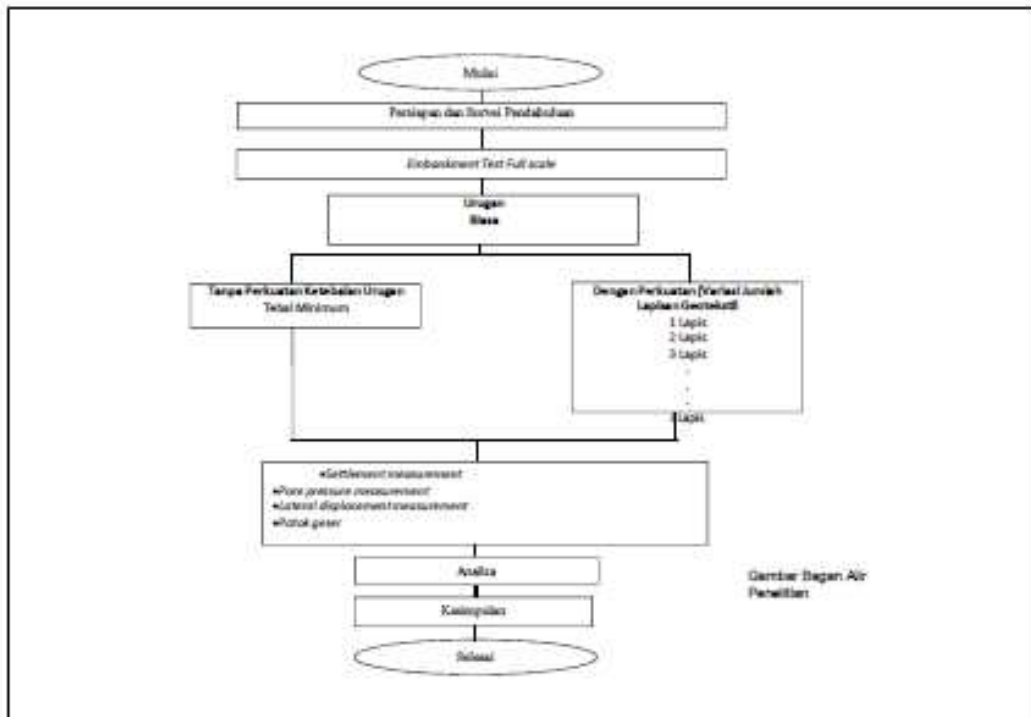 Mulai
Persiapan dan Survei Pendahuluan
Embankment Test Full scale
Urugan
Biasa
Tanpa Perkuatan Ketebalan Urugan
Tebal Minimum
Dengan Perkuatan (Variasi Jumlah
Lapisan Geotekstil
1 Lapis
2 Lapis
3 Lapis
.
.
.
Lapis
•Settlement measurement
•Pore pressure measurement
•Lateral displacement measurement
•Patok geser
Analisa
Kesimpulan
Selesai
Gambar Bagan Alir
Penelitian